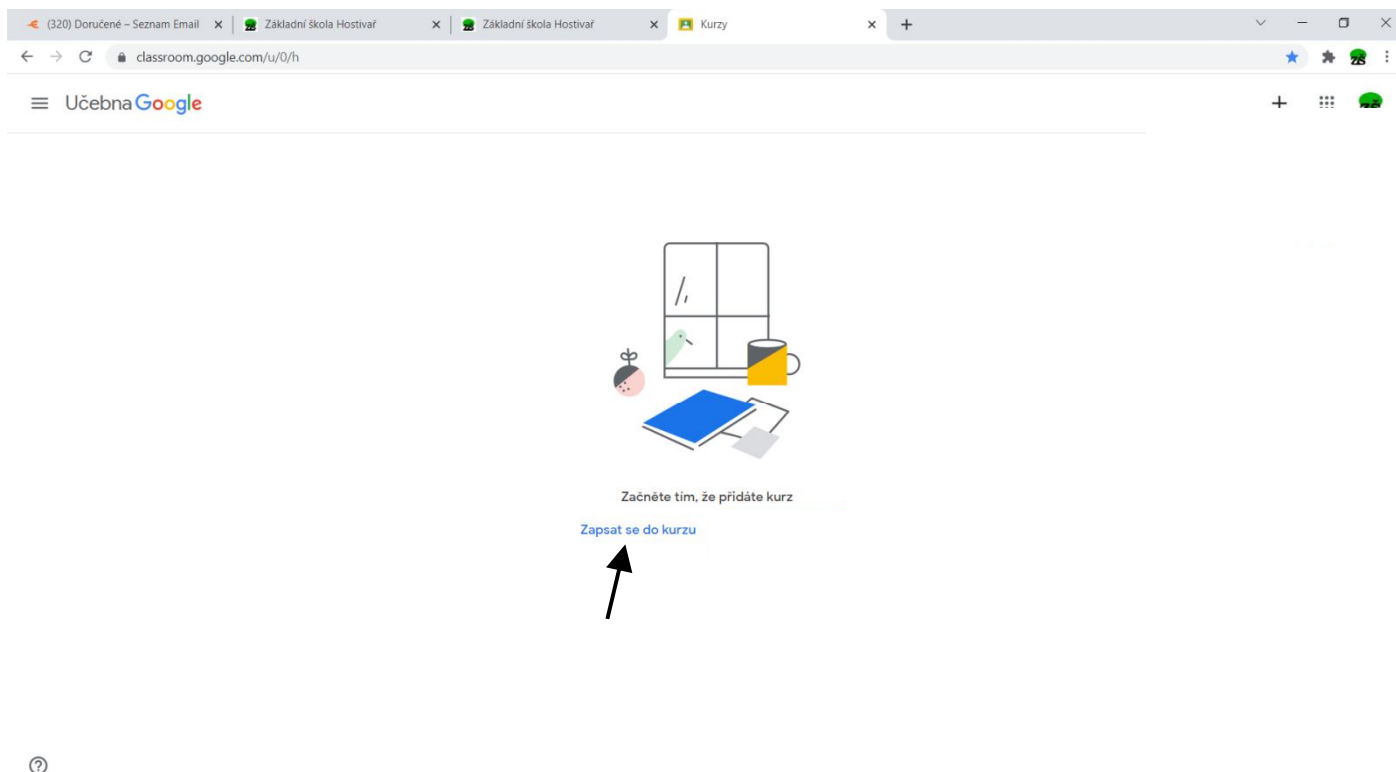 (320) Doručené – Seznam Email
Základní škola Hostivař
Základní škola Hostivař
Kurzy
classroom.google.com/u/0/h
Učebna Google
Začněte tím, že přidáte kurz
Zapsat se do kurzu